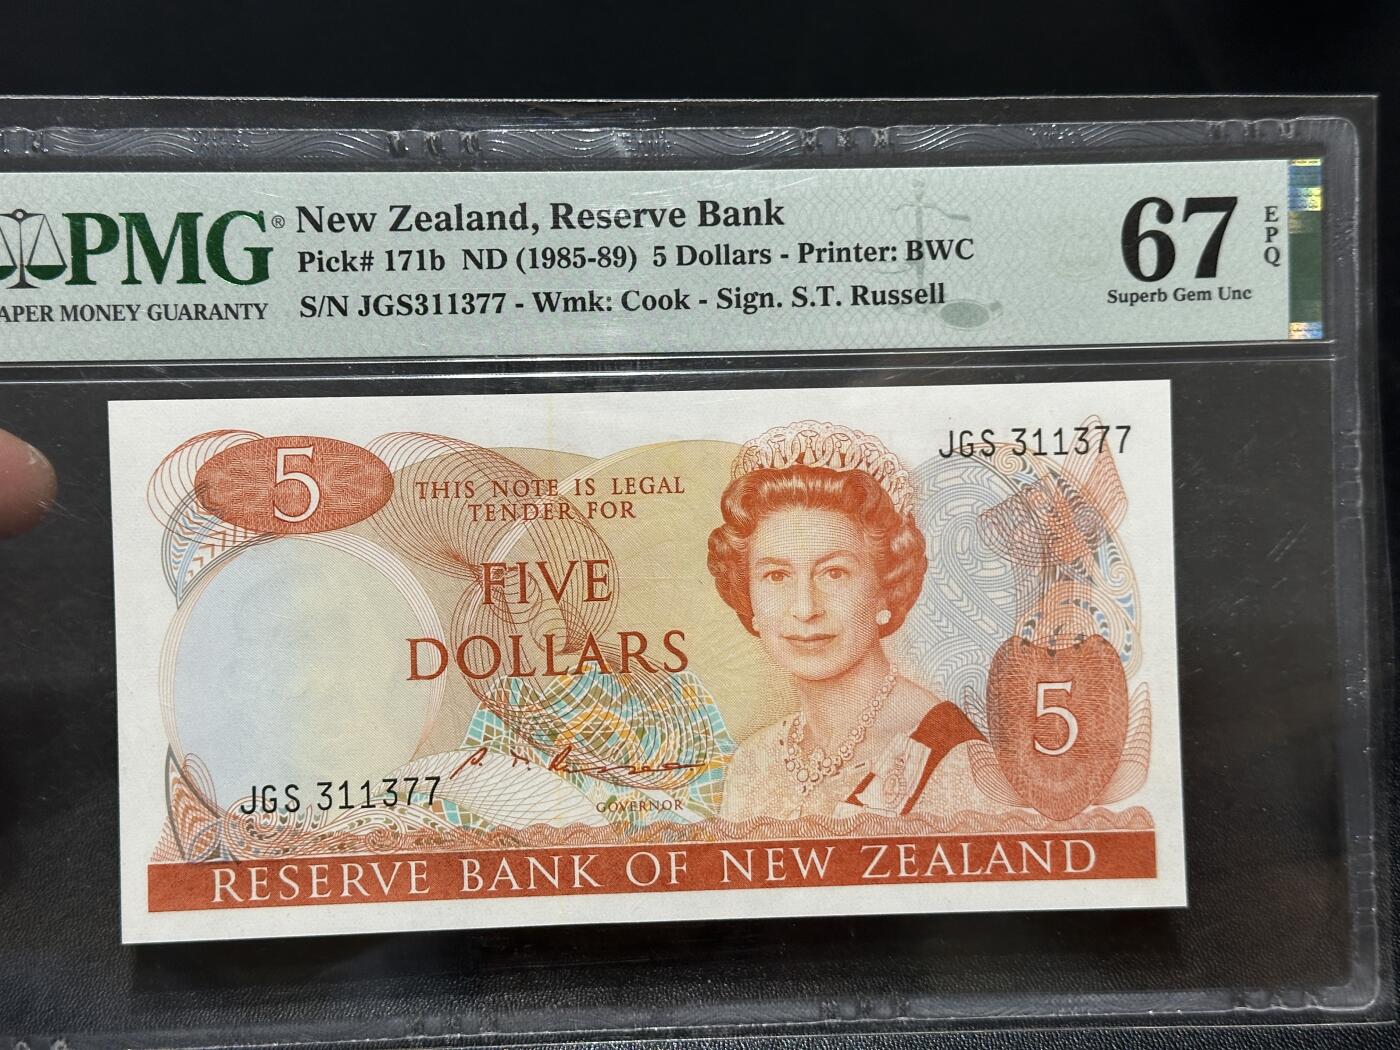 PMG®
APER MONEY GUARANTY
New Zealand, Reserve Bank
Pick# 171b ND (1985-89) 5 Dollars - Printer: BWC
S/N JGS311377 - Wmk: Cook - Sign. S.T. Russell
67
EPQ
Superb Gem Unc
5
JGS 311377
THIS NOTE IS LEGAL
TENDER FOR
FIVE
DOLLARS
5
JGS 311377
GOVERNOR
RESERVE BANK OF NEW ZEALAND